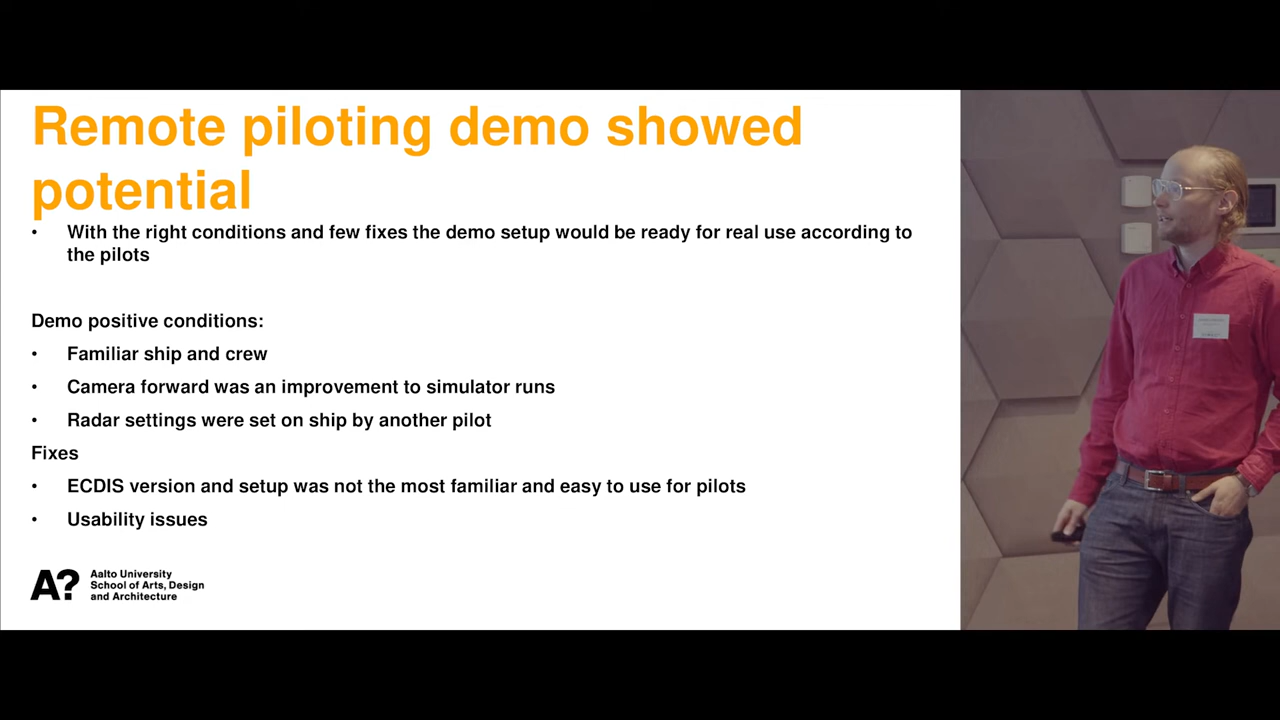 Remote piloting demo showed
potential
• With the right conditions and few fixes the demo setup would be ready for real use according to
the pilots
Demo positive conditions:
• Familiar ship and crew
• Camera forward was an improvement to simulator runs
• Radar settings were set on ship by another pilot
Fixes
• ECDIS version and setup was not the most familiar and easy to use for pilots
• Usability issues
A?
Aalto University
School of Arts, Design
and Architecture